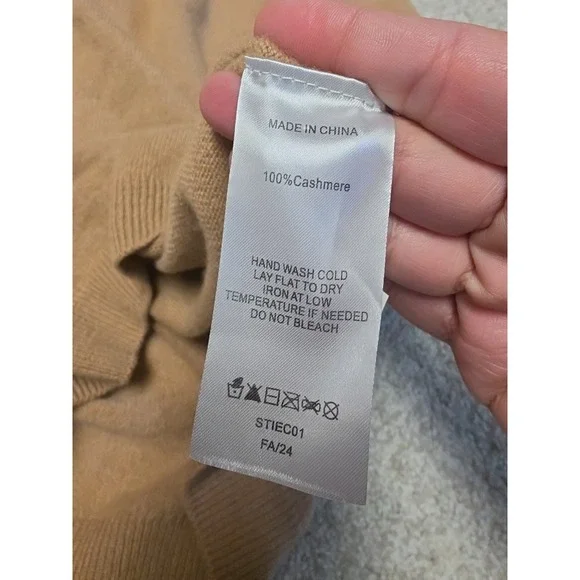 MADE IN CHINA
100%Cashmere
HAND WASH COLD
LAY FLAT TO DRY
IRON AT LOW
TEMPERATURE IF NEEDED
DO NOT BLEACH
STIEC01
FA/24